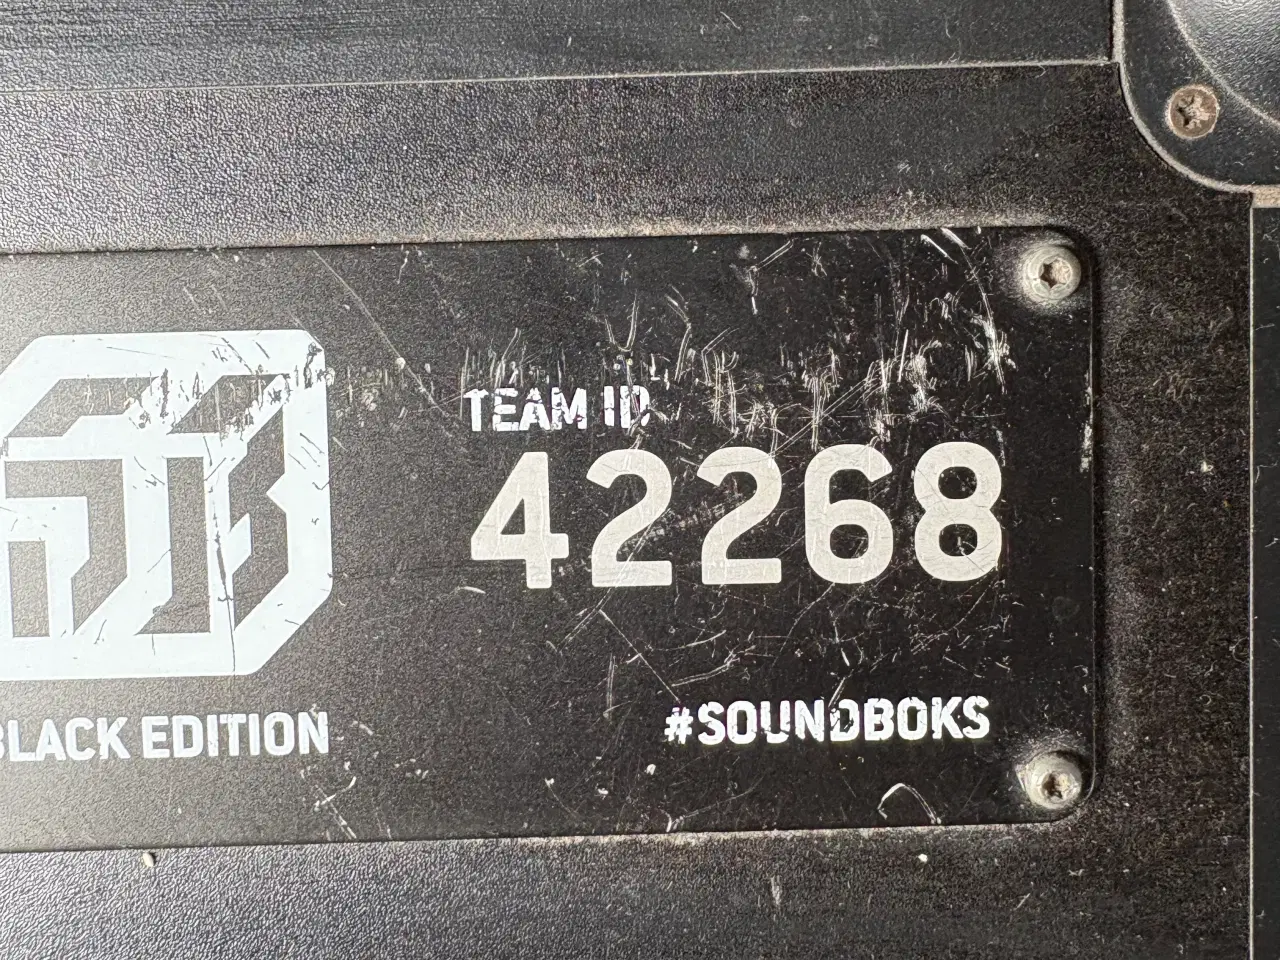 TEAM ID
42268
BLACK EDITION
#SOUNDBOKS